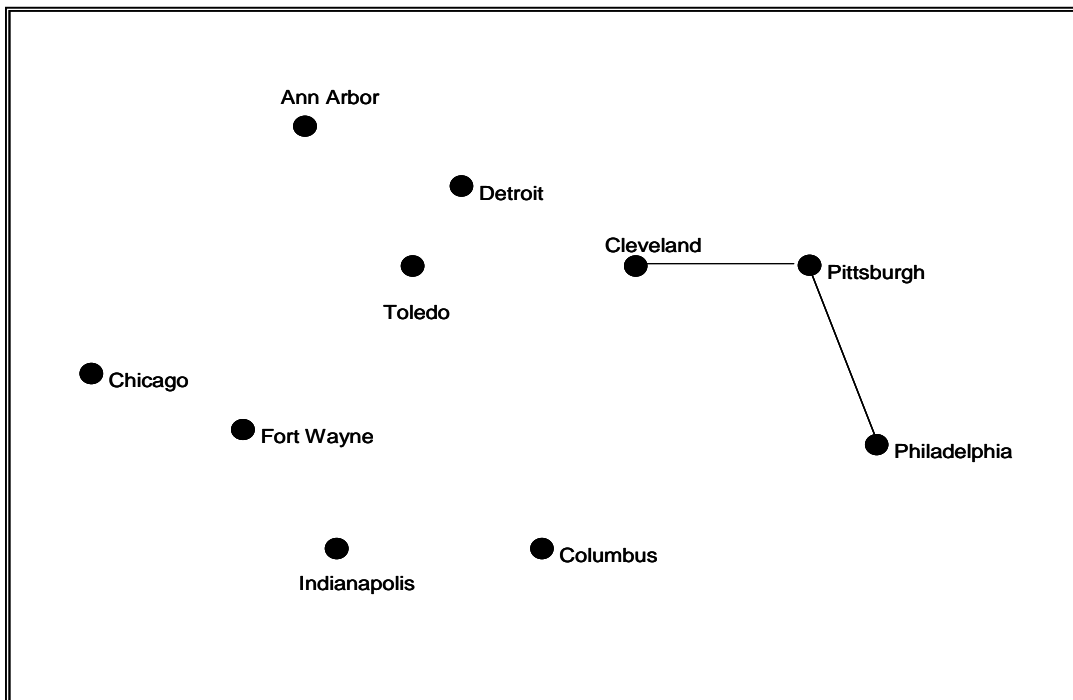 Ann Arbor
Detroit
Cleveland
Pittsburgh
Toledo
Chicago
Fort Wayne
Philadelphia
Columbus
Indianapolis